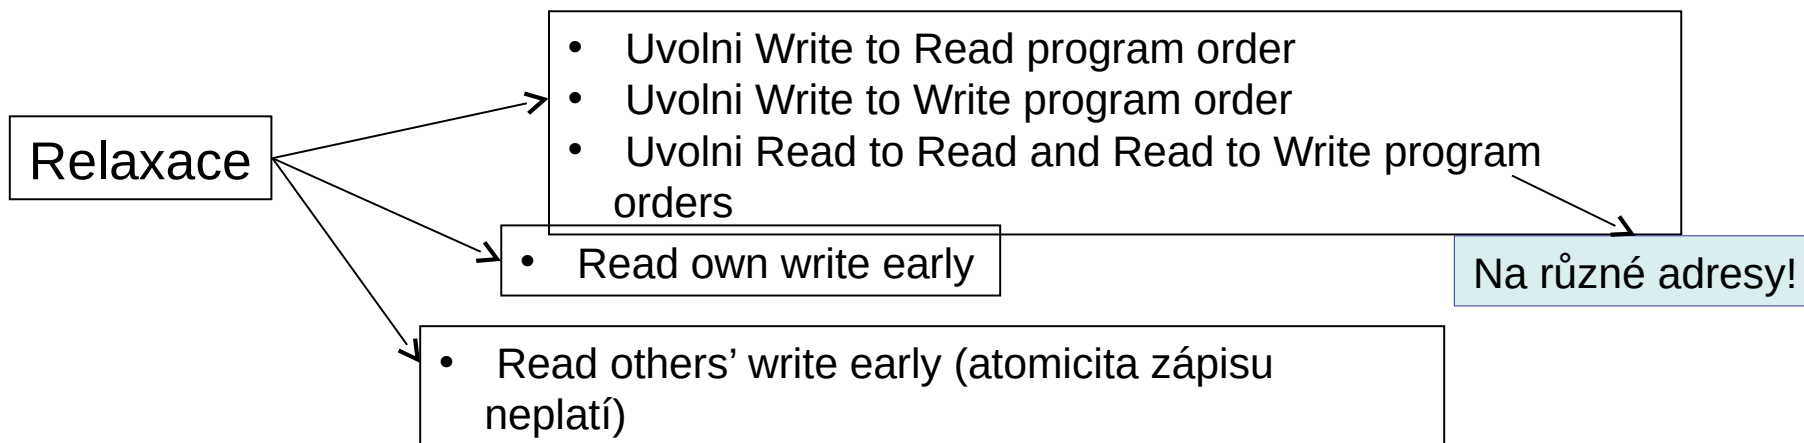 Relaxace
• Uvolni Write to Read program order
• Uvolni Write to Write program order
• Uvolni Read to Read and Read to Write program
orders
• Read own write early
Na různé adresy!
• Read others’ write early (atomicita zápisu
neplatí)